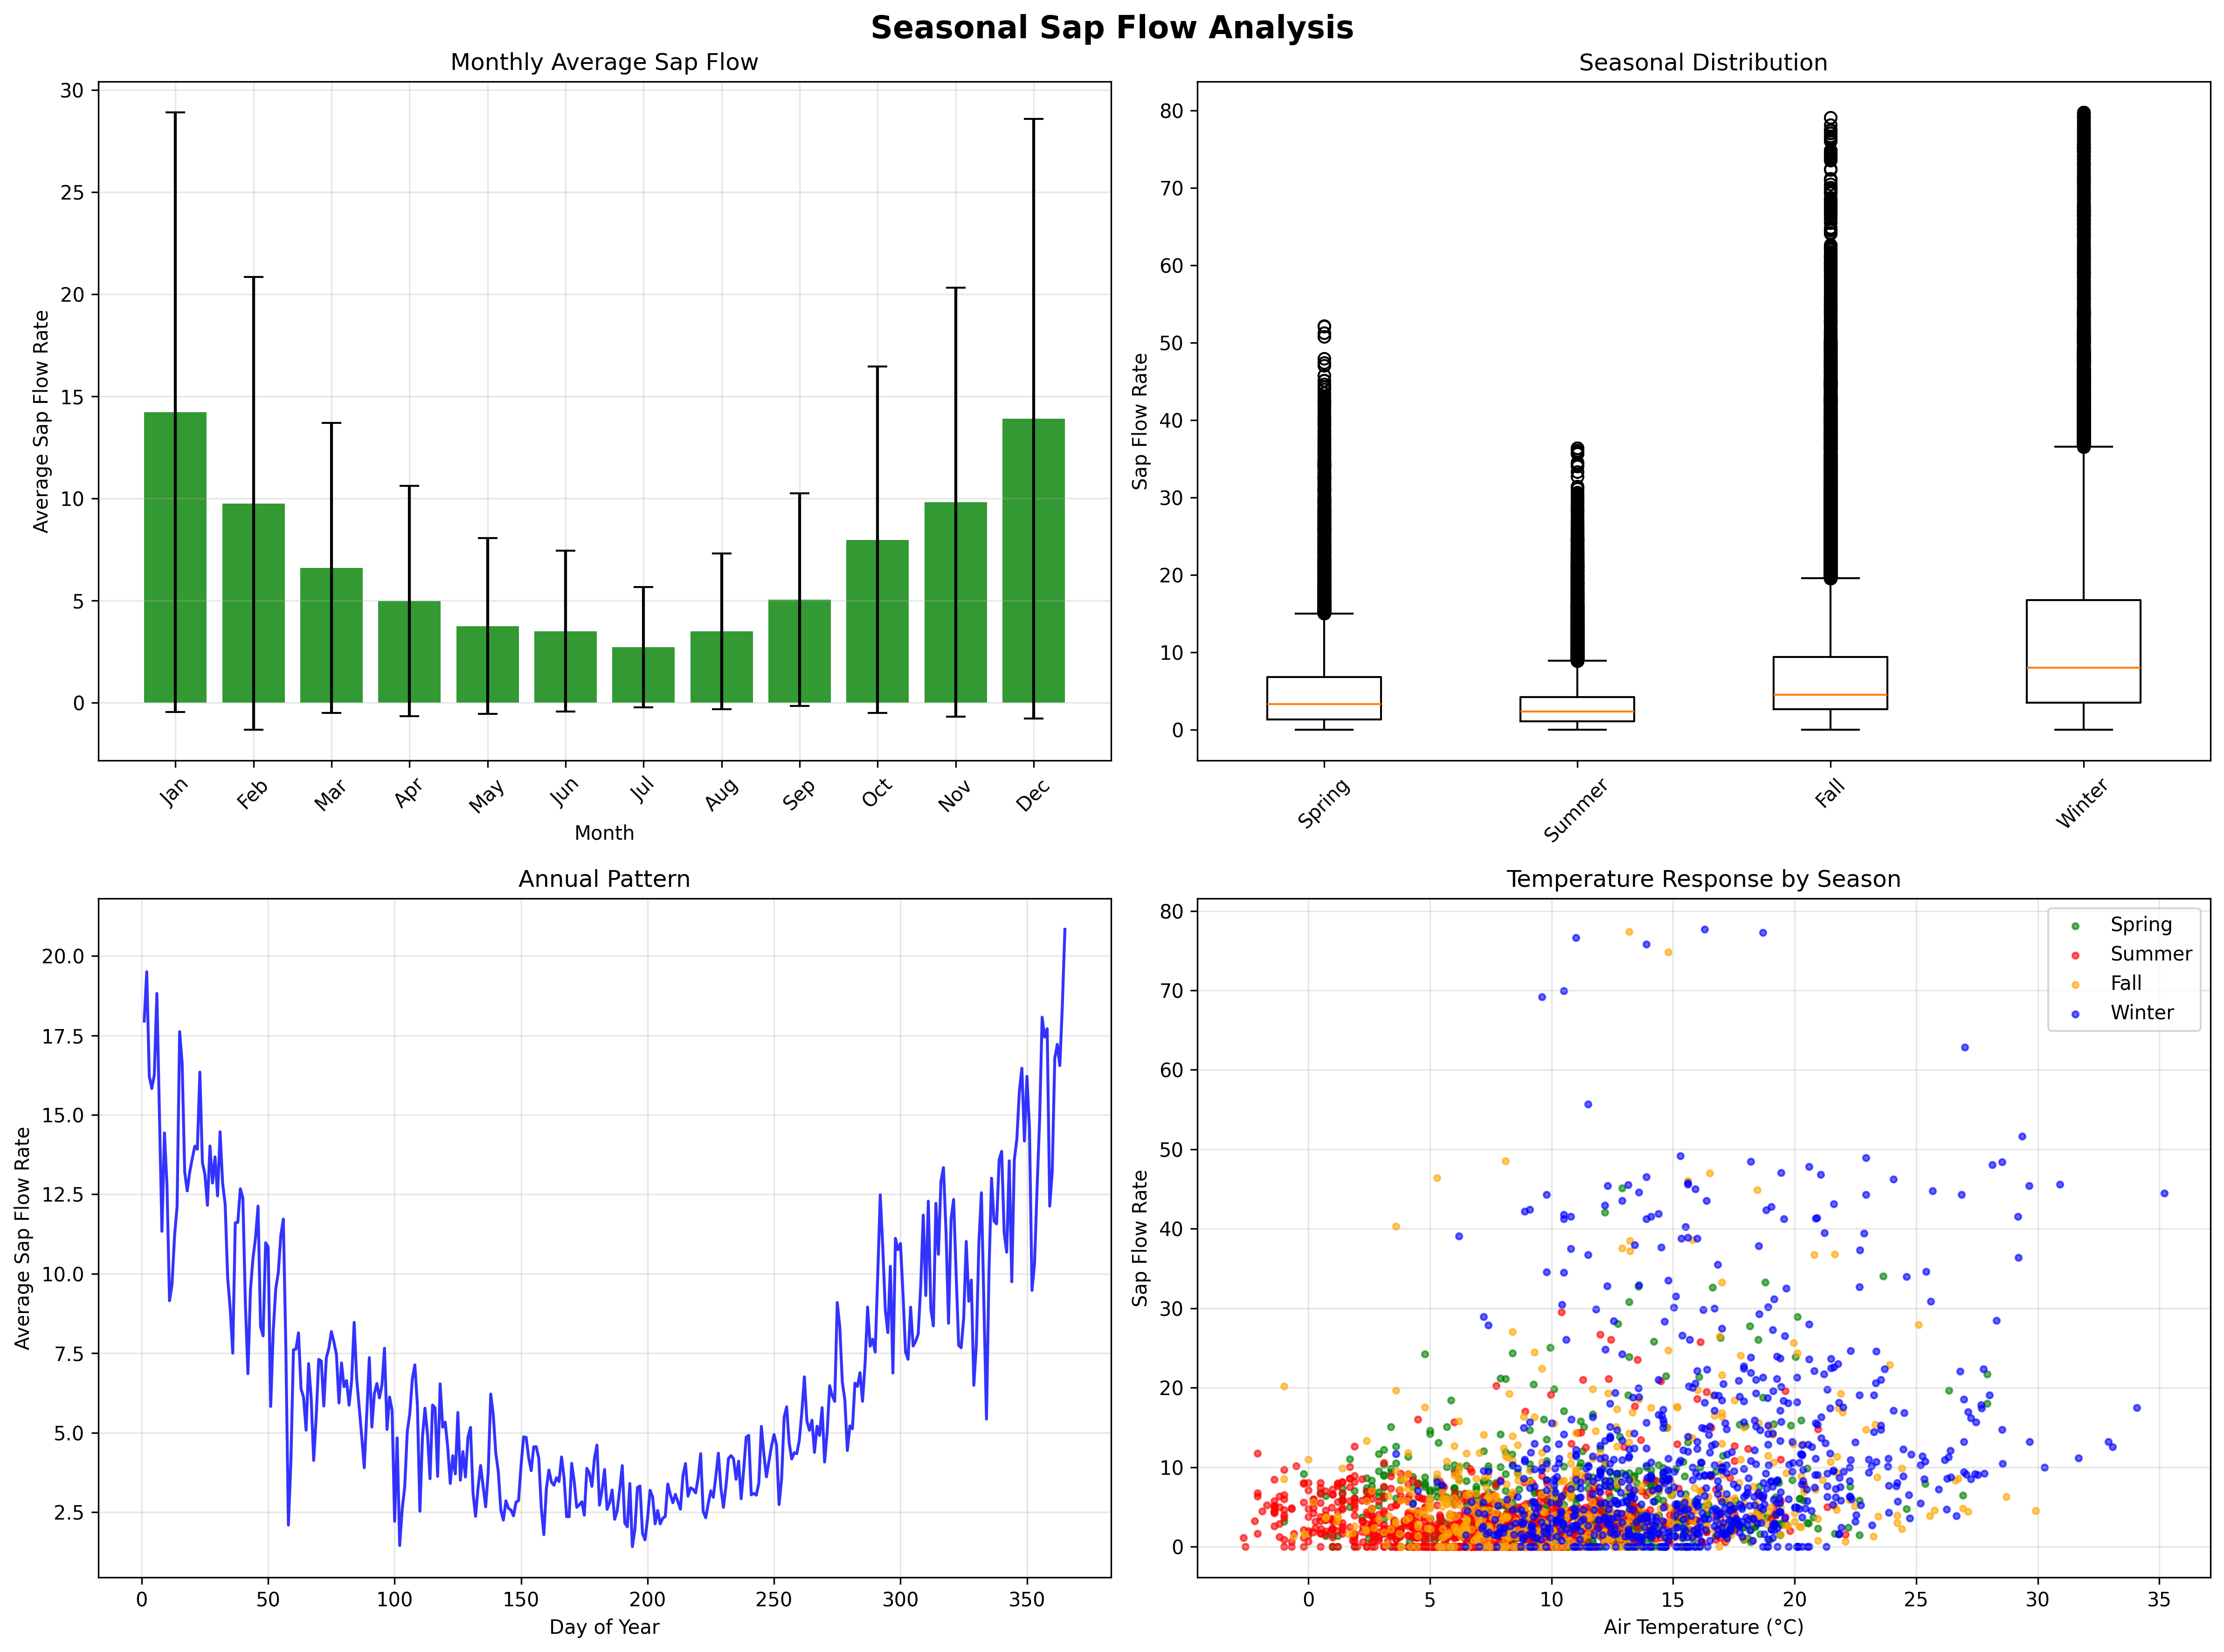 Seasonal Sap Flow Analysis
Monthly Average Sap Flow
Average Sap Flow Rate
30
25
20
15
10
5
0
Jan
Feb
Mar
Apr
May
Jun
Jul
Aug
Sep
Oct
Nov
Dec
Month
Seasonal Distribution
Sap Flow Rate
80
70
60
50
40
30
20
10
0
Spring
Summer
Fall
Winter
Annual Pattern
Average Sap Flow Rate
20.0
17.5
15.0
12.5
10.0
7.5
5.0
2.5
0
50
100
150
200
250
300
350
Day of Year
Temperature Response by Season
Sap Flow Rate
80
70
60
50
40
30
20
10
0
Spring
Summer
Fall
Winter
0
5
10
15
20
25
30
35
Air Temperature (°C)